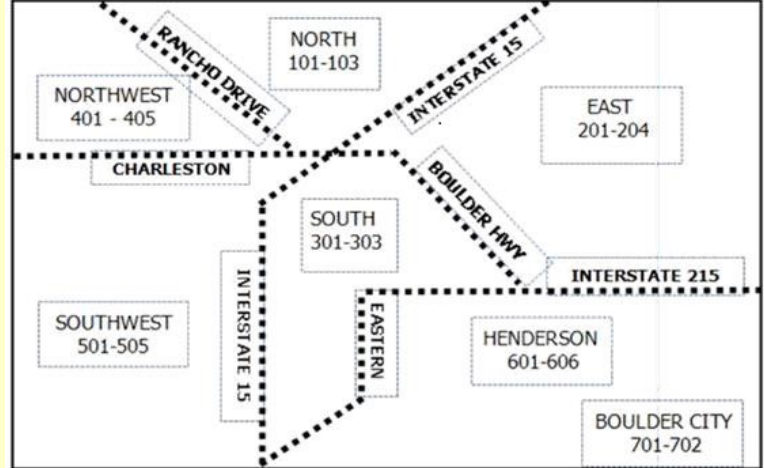 NORTH
101-103
RANCHO DRIVE
INTERSTATE 15
NORTHWEST
401 - 405
EAST
201-204
CHARLESTON
BOULDER HWY
SOUTH
301-303
INTERSTATE 215
INTERSTATE 15
EASTERN
SOUTHWEST
501-505
HENDERSON
601-606
BOULDER CITY
701-702